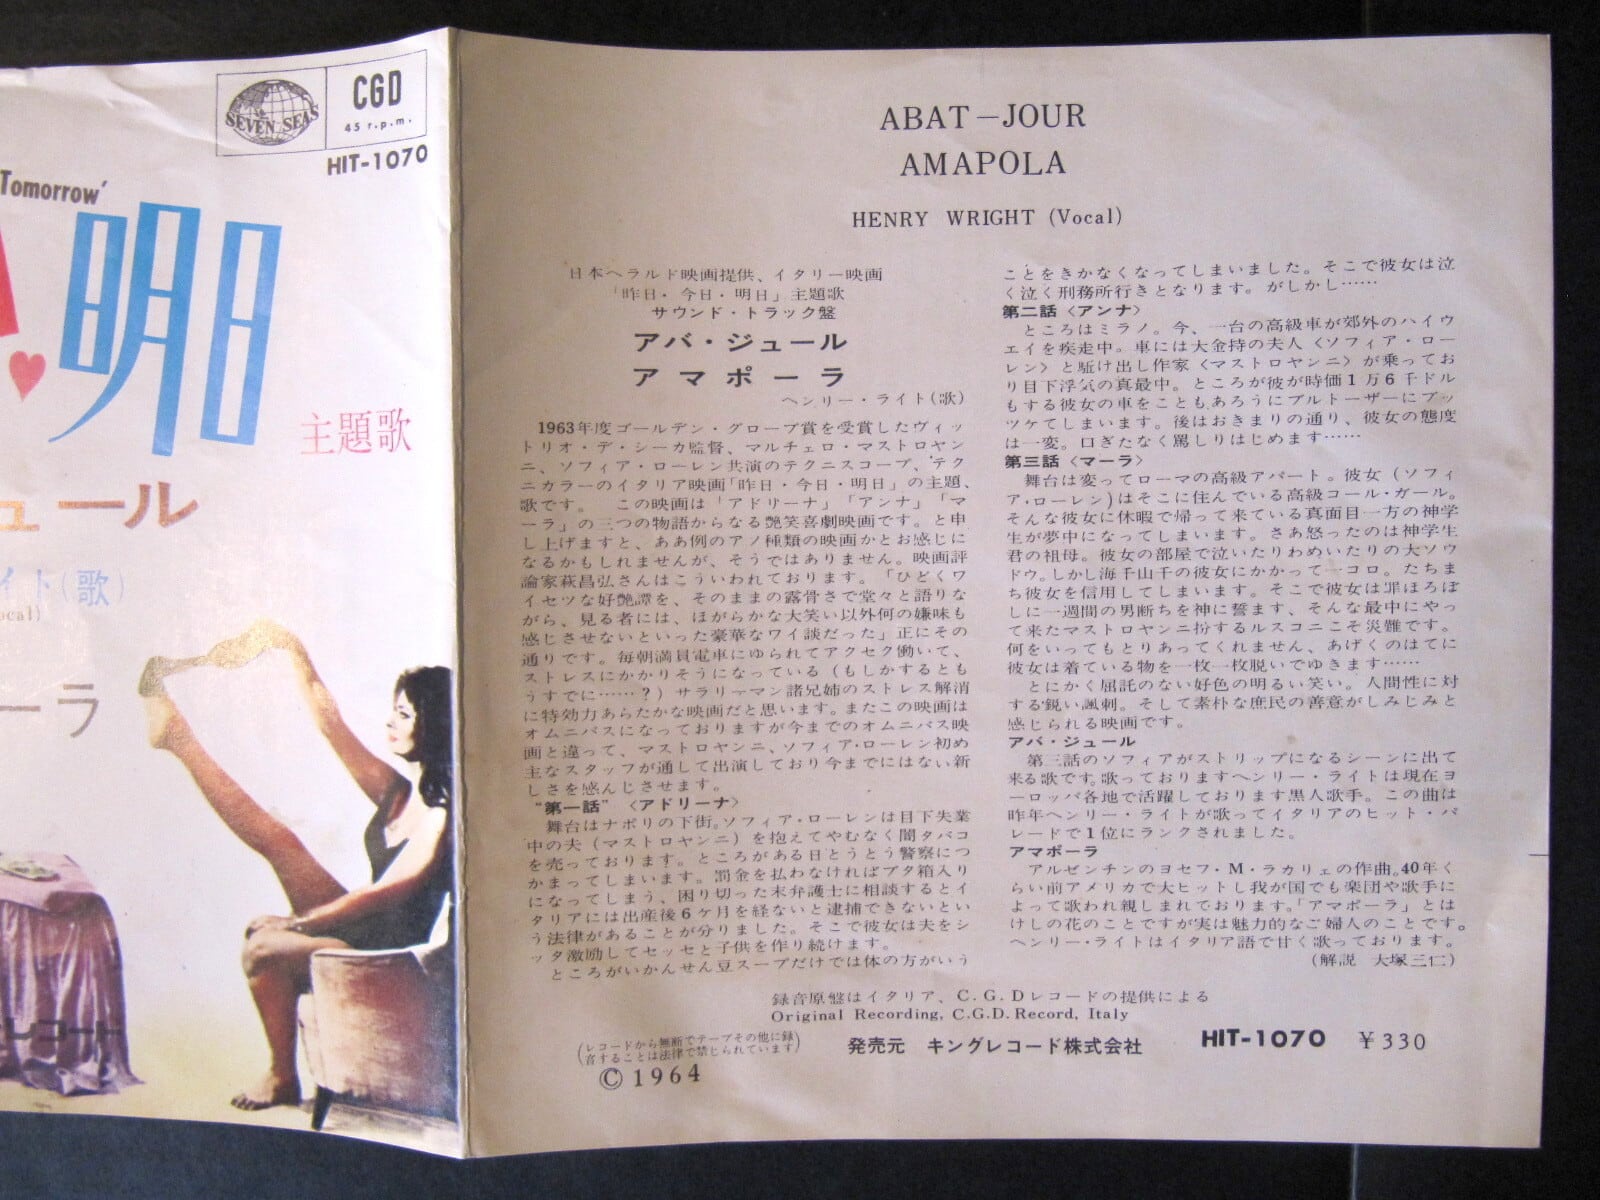 SEVEN SEAS
CGD
45 r.p.m.
HIT-1070
Tomorrow'
明日
主題歌
ュール
イト(歌)
ocal)
ーラ
レコード
ABAT-JOUR
AMAPOLA
HENRY WRIGHT (Vocal)
日本ヘラルド映画提供、イタリー映画
「昨日・今日・明日」主題歌
サウンド・トラック盤
アバ・ジュール
アマポーラ
ヘンリー・ライト(歌)
1963年度ゴールデン・グローブ賞を受賞したヴィッ
トリオ・デ・シーカ監督、マルチェロ・マストロヤン
ニ、ソフィア・ローレン共演のテクニスコープ、テク
ニカラーのイタリア映画「昨日・今日・明日」の主題、
歌です。 この映画は「アドリーナ」「アンナ」「マ
ーラ」の三つの物語からなる艶笑喜劇映画です。と申
し上げますと、ああ例のアノ種類の映画かとお感じに
なるかもしれませんが、そうではありません。映画評
論家萩昌弘さんはこういわれております。「ひどくワ
イセツな好艶譚を、そのままの露骨さで堂々と語りな
がら、見る者には、ほがらかな大笑い以外何の嫌味も
感じさせないといった豪華なワイ談だった」正にその
通りです。毎朝満員電車にゆられてアクセク働いて、
ストレスにかかりそうになっている(もしかするとも
うすでに……?)サラリーマン諸兄姉のストレス解消
に特効力あらたかな映画だと思います。またこの映画は
オムニバスになっておりますが今までのオムニバス映
画と違って、マストロヤンニ、ソフィア・ローレン初め
主なスタッフが通して出演しており今までにはない新
しさを感んじさせます。
"第一話"〈アドリーナ〉
舞台はナポリの下街。ソフィア・ローレンは目下失業
中の夫(マストロヤンニ)を抱えてやむなく闇タバコ
を売っております。ところがある日とうとう警察につ
かまってしまいます。罰金を払わなければブタ箱入り
になってしまう、困り切った末弁護士に相談するとイ
タリアには出産後6ケ月を経ないと逮捕できないとい
う法律があることが分りました。そこで彼女は夫をシ
ッタ激励してセッセと子供を作り続けます。
ところがいかんせん豆スープだけでは体の方がいう
ことをきかなくなってしまいました。そこで彼女は泣
く泣く刑務所行きとなります。がしかし……
第二話〈アンナ〉
ところはミラノ。今、一台の高級車が郊外のハイウ
エイを疾走中。車には大金持の夫人〈ソフィア・ロー
レン〉と駈け出し作家〈マストロヤンニ〉が乗ってお
り目下浮気の真最中。ところが彼が時価1万6千ドル
もする彼女の車をこともあろうにブルトーザーにブッ
ツケてしまいます。後はおきまりの通り、彼女の態度
は一変。口ぎたなく罵しりはじめます……
第三話〈マーラ〉
舞台は変ってローマの高級アパート。彼女(ソフィ
ア・ローレン)はそこに住んでいる高級コール・ガール。
そんな彼女に休暇で帰って来ている真面目一方の神学
生が夢中になってしまいます。さあ怒ったのは神学生
君の祖母。彼女の部屋で泣いたりわめいたりの大ソウ
ドウ。しかし海千山千の彼女にかかって一コロ。たちま
ち彼女を信用してしまいます。そこで彼女は罪ほろぼ
しに一週間の男断ちを神に誓ます、そんな最中にやっ
て来たマストロヤンニ扮するルスコニこそ災難です。
何をいってもとりあってくれません、あげくのはてに
彼女は着ている物を一枚一枚脱いでゆきます……
とにかく屈託のない好色の明るい笑い。人間性に対
する鋭い諷刺。そして素朴な庶民の善意がしみじみと
感じられる映画です。
アバ・ジュール
第三話のソフィアがストリップになるシーンに出て
来る歌です。歌っておりますヘンリー・ライトは現在ヨ
ーロッパ各地で活躍しております黒人歌手。この曲は
昨年ヘンリー・ライトが歌ってイタリアのヒット・パ
レードで1位にランクされました。
アマポーラ
アルゼンチンのヨセフ・M・ラカリェの作曲。40年く
らい前アメリカで大ヒットし我が国でも楽団や歌手に
よって歌われ親しまれております。「アマポーラ」とは
けしの花のことですが実は魅力的なご婦人のことです。
ヘンリー・ライトはイタリア語で甘く歌っております。
(解説 大塚三仁)
録音原盤はイタリア、C.G.Dレコードの提供による
Original Recording, C.G.D. Record, Italy
(レコードから無断でテープその他に録
音することは法律で禁じられています)
発売元 キングレコード株式会社
HIT-1070 ¥330
©1964